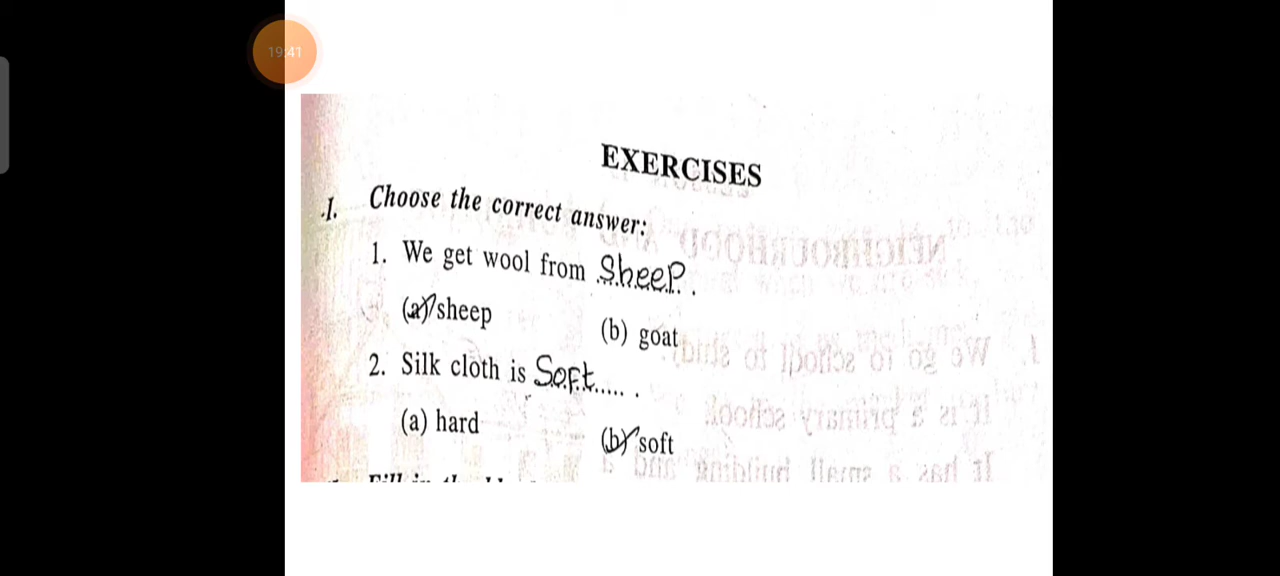 19:41
EXERCISES
I. Choose the correct answer:
1. We get wool from Sheep.
(a) sheep (b) goat
2. Silk cloth is Soft..... .
(a) hard (b) soft